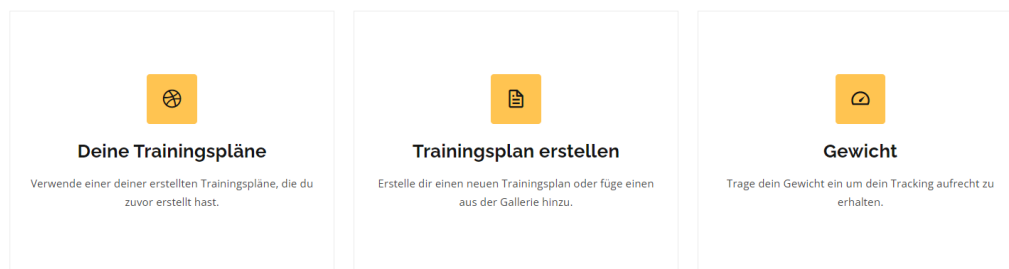 Deine Trainingspläne
Verwende einer deiner erstellten Trainingspläne, die du
zuvor erstellt hast.
Trainingsplan erstellen
Erstelle dir einen neuen Trainingsplan oder füge einen
aus der Gallerie hinzu.
Gewicht
Trage dein Gewicht ein um dein Tracking aufrecht zu
erhalten.